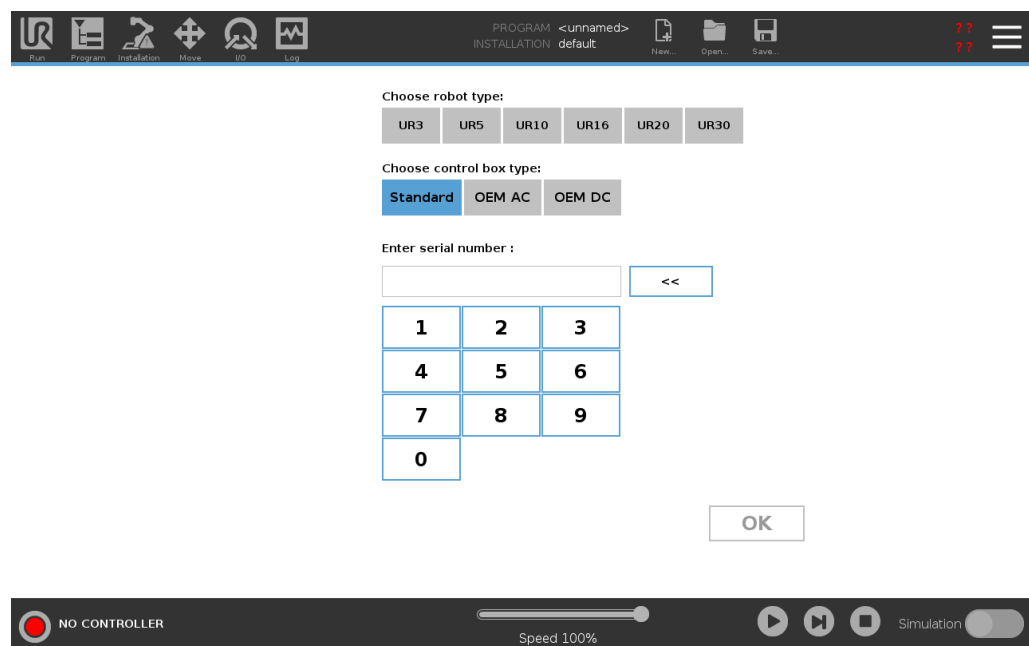 UR
PROGRAM <unnamed>
INSTALLATION default
Run Program Installation Move I/O Log New... Open... Save...
? ?
? ?
Choose robot type:
UR3 UR5 UR10 UR16 UR20 UR30
Choose control box type:
Standard OEM AC OEM DC
Enter serial number :
<<
1 2 3
4 5 6
7 8 9
0
OK
NO CONTROLLER
Speed 100%
Simulation